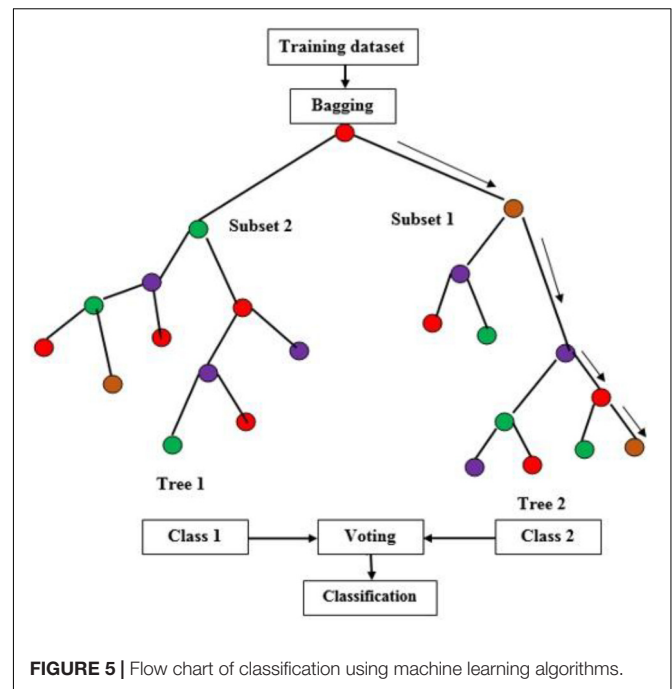 Training dataset
Bagging
Subset 2
Subset 1
Tree 1
Tree 2
Class 1
Voting
Class 2
Classification
FIGURE 5 | Flow chart of classification using machine learning algorithms.